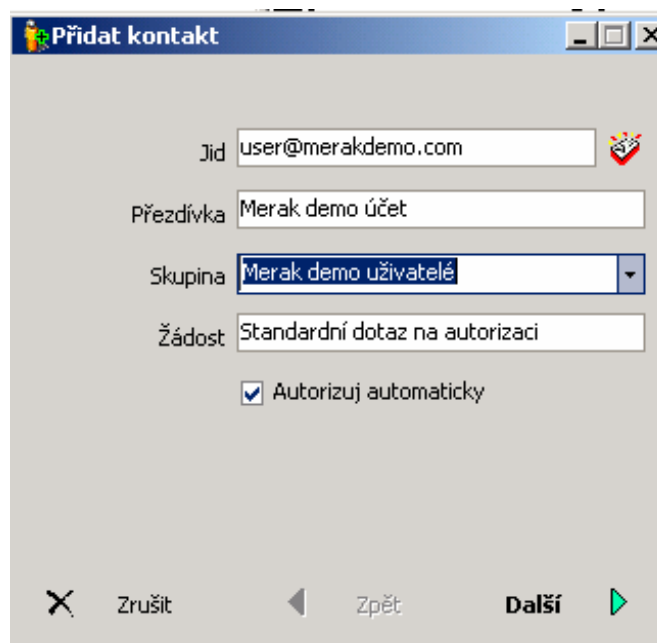 Přidat kontakt
Jid user@merakdemo.com
Přezdívka Merak demo účet
Skupina Merak demo uživatelé
Žádost Standardní dotaz na autorizaci
Autorizuj automaticky
Zrušit Zpět Další